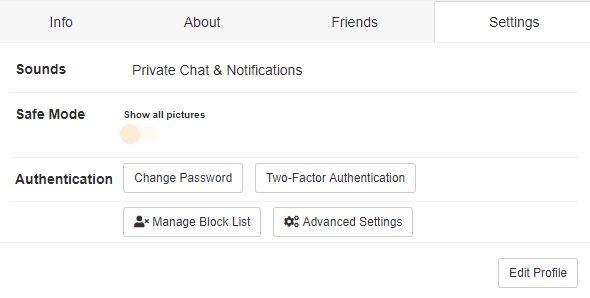 Info About Friends Settings
Sounds Private Chat & Notifications
Safe Mode Show all pictures
Authentication Change Password Two-Factor Authentication
Manage Block List Advanced Settings
Edit Profile